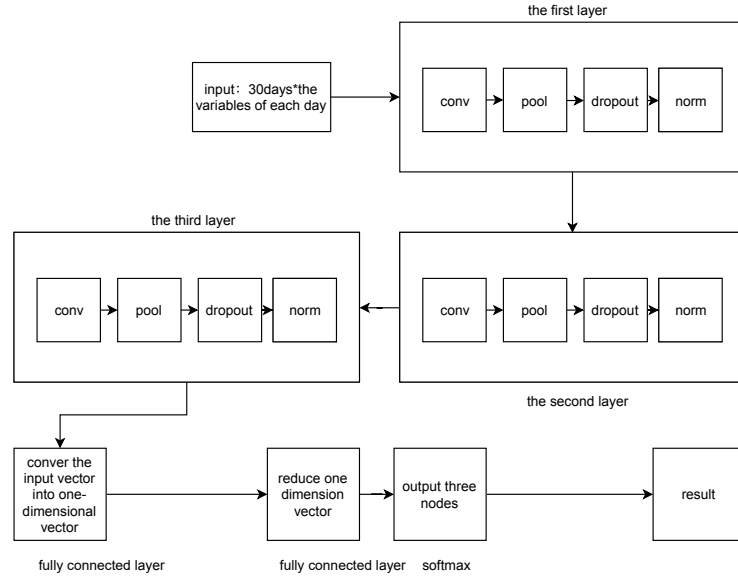 the first layer
input：30days*the
variables of each day
conv
pool
dropout
norm
the third layer
conv
pool
dropout
norm
conv
pool
dropout
norm
the second layer
conver the
input vector
into one-
dimensional
vector
reduce one
dimension
vector
output three
nodes
result
fully connected layer
fully connected layer
softmax